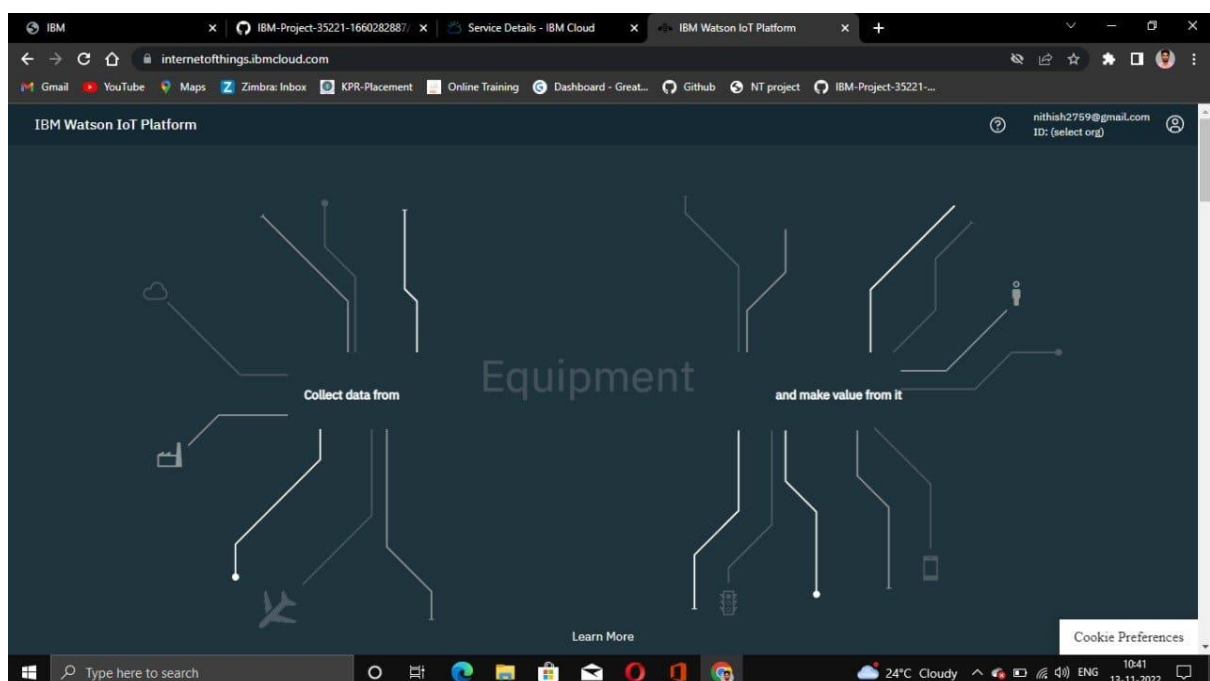 IBM
IBM-Project-35221-1660282887/
Service Details - IBM Cloud
IBM Watson IoT Platform
internetofthings.ibmcloud.com
Gmail YouTube Maps Zimbra: Inbox KPR-Placement Online Training Dashboard - Great... Github NT project IBM-Project-35221-...
IBM Watson IoT Platform
nithish2759@gmail.com
ID: (select org)
Equipment
Collect data from
and make value from it
Learn More
Cookie Preferences
Type here to search
24°C Cloudy
ENG
10:41
13-11-2022